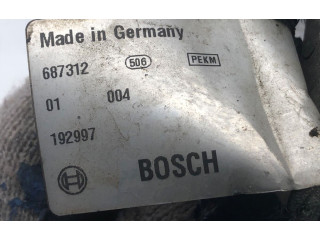 Made in Germany
687312 506 PEKM
01 004
192997
BOSCH